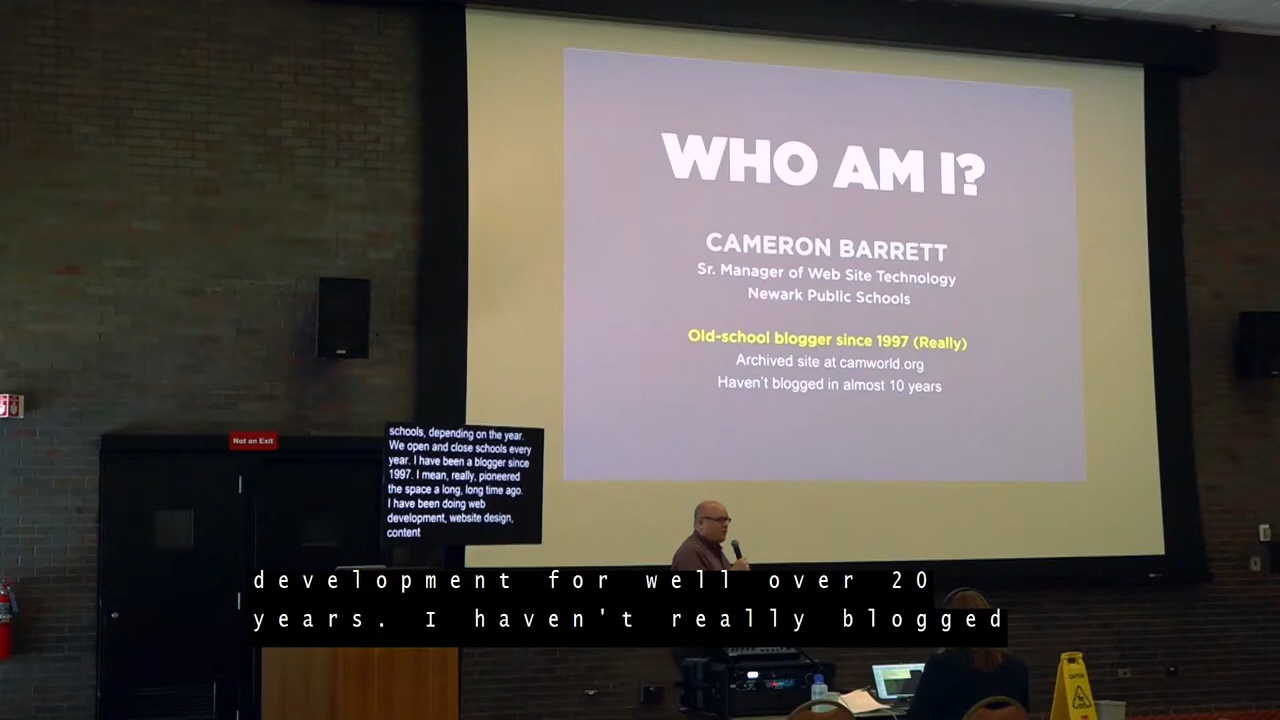 WHO AM I?
CAMERON BARRETT
Sr. Manager of Web Site Technology
Newark Public Schools
Old-school blogger since 1997 (Really)
Archived site at camworld.org
Haven't blogged in almost 10 years
Not an Exit
schools, depending on the year.
We open and close schools every
year. I have been a blogger since
1997. I mean, really, pioneered
the space a long, long time ago.
I have been doing web
development, website design,
content
development for well over 20
years. I haven't really blogged
CAUTION